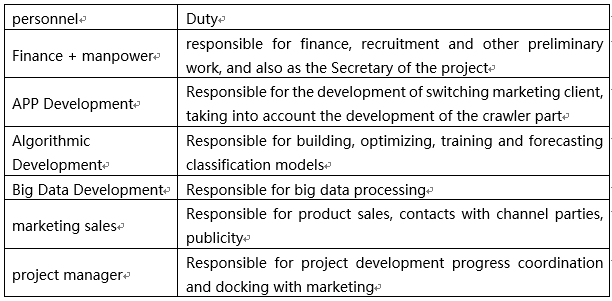 personnel Duty
Finance + manpower responsible for finance, recruitment and other preliminary
work, and also as the Secretary of the project
APP Development Responsible for the development of switching marketing client,
taking into account the development of the crawler part
Algorithmic
Development Responsible for building, optimizing, training and forecasting
classification models
Big Data Development Responsible for big data processing
marketing sales Responsible for product sales, contacts with channel parties,
publicity
project manager Responsible for project development progress coordination
and docking with marketing